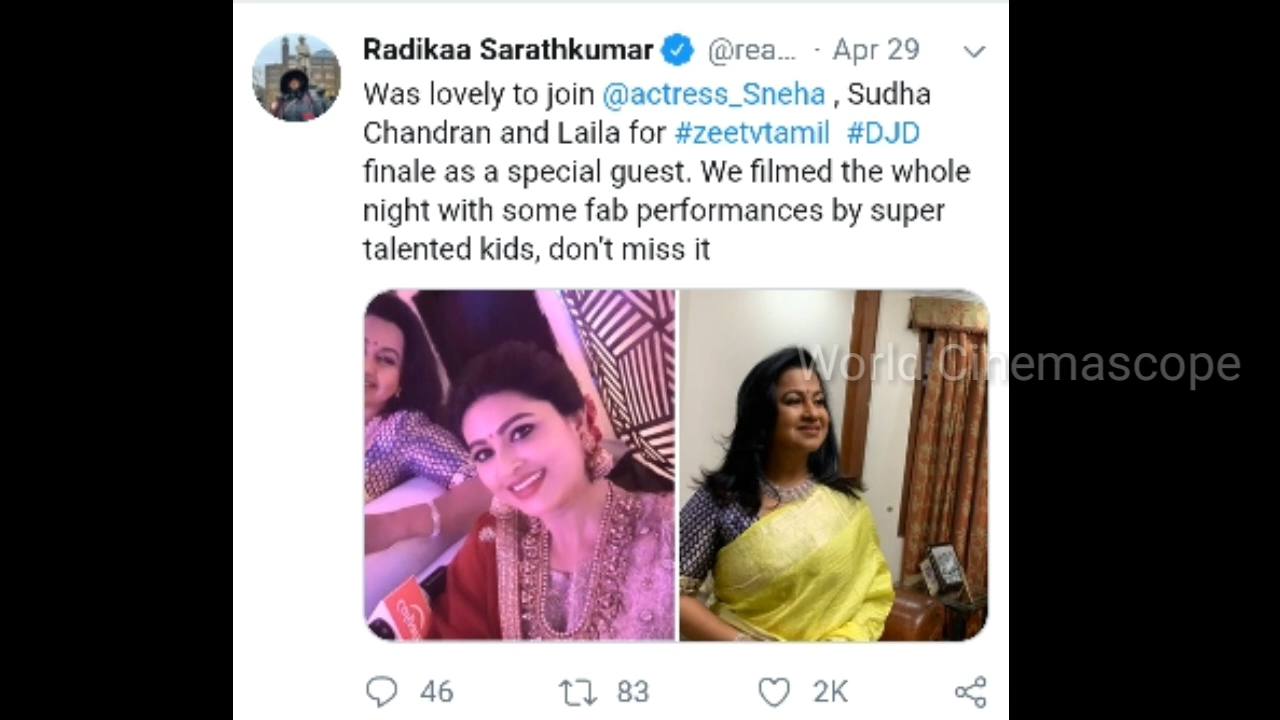 Radikaa Sarathkumar @rea... · Apr 29
Was lovely to join @actress_Sneha , Sudha
Chandran and Laila for #zeetvtamil #DJD
finale as a special guest. We filmed the whole
night with some fab performances by super
talented kids, don't miss it
World Cinemascope
46 83 2K